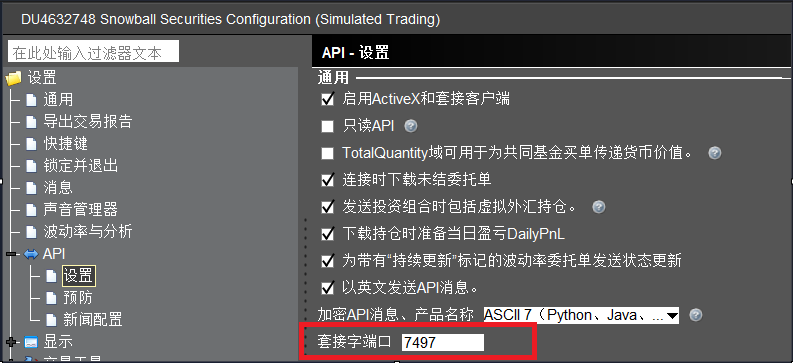 DU4632748 Snowball Securities Configuration (Simulated Trading)
在此处输入过滤器文本
设置
通用
导出交易报告
快捷键
锁定并退出
消息
声音管理器
波动率与分析
API
设置
预防
新闻配置
显示
交易工具
API - 设置
通用
启用ActiveX和套接客户端
只读API
TotalQuantity域可用于为共同基金买单传递货币价值。
连接时下载未结委托单
发送投资组合时包括虚拟外汇持仓。
下载持仓时准备当日盈亏DailyPnL
为带有“持续更新”标记的波动率委托单发送状态更新
以英文发送API消息。
加密API消息、产品名称 ASCII 7（Python、Java、...
套接字端口 7497